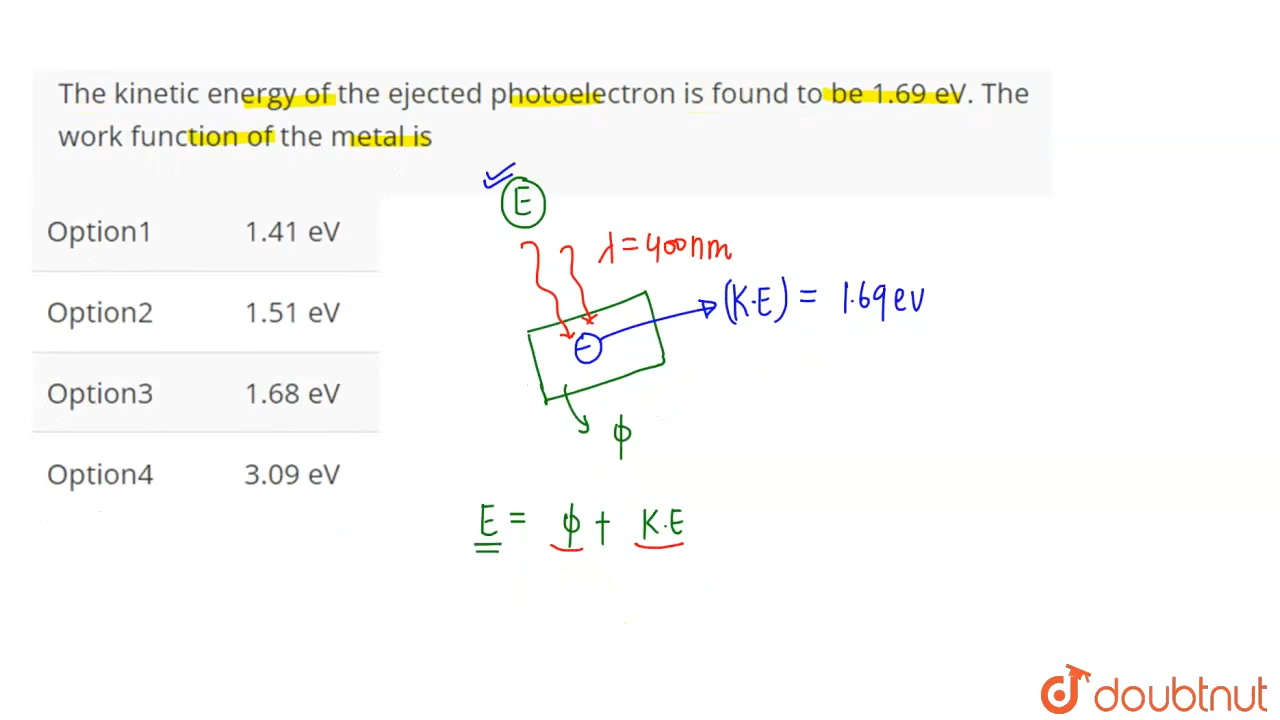 The kinetic energy of the ejected photoelectron is found to be 1.69 eV. The
work function of the metal is
E
Option1 1.41 eV
λ = 400nm
(K.E) = 1.69ev
Option2 1.51 eV
Option3 1.68 eV
ϕ
Option4 3.09 eV
E = ϕ + K.E
doubtnut